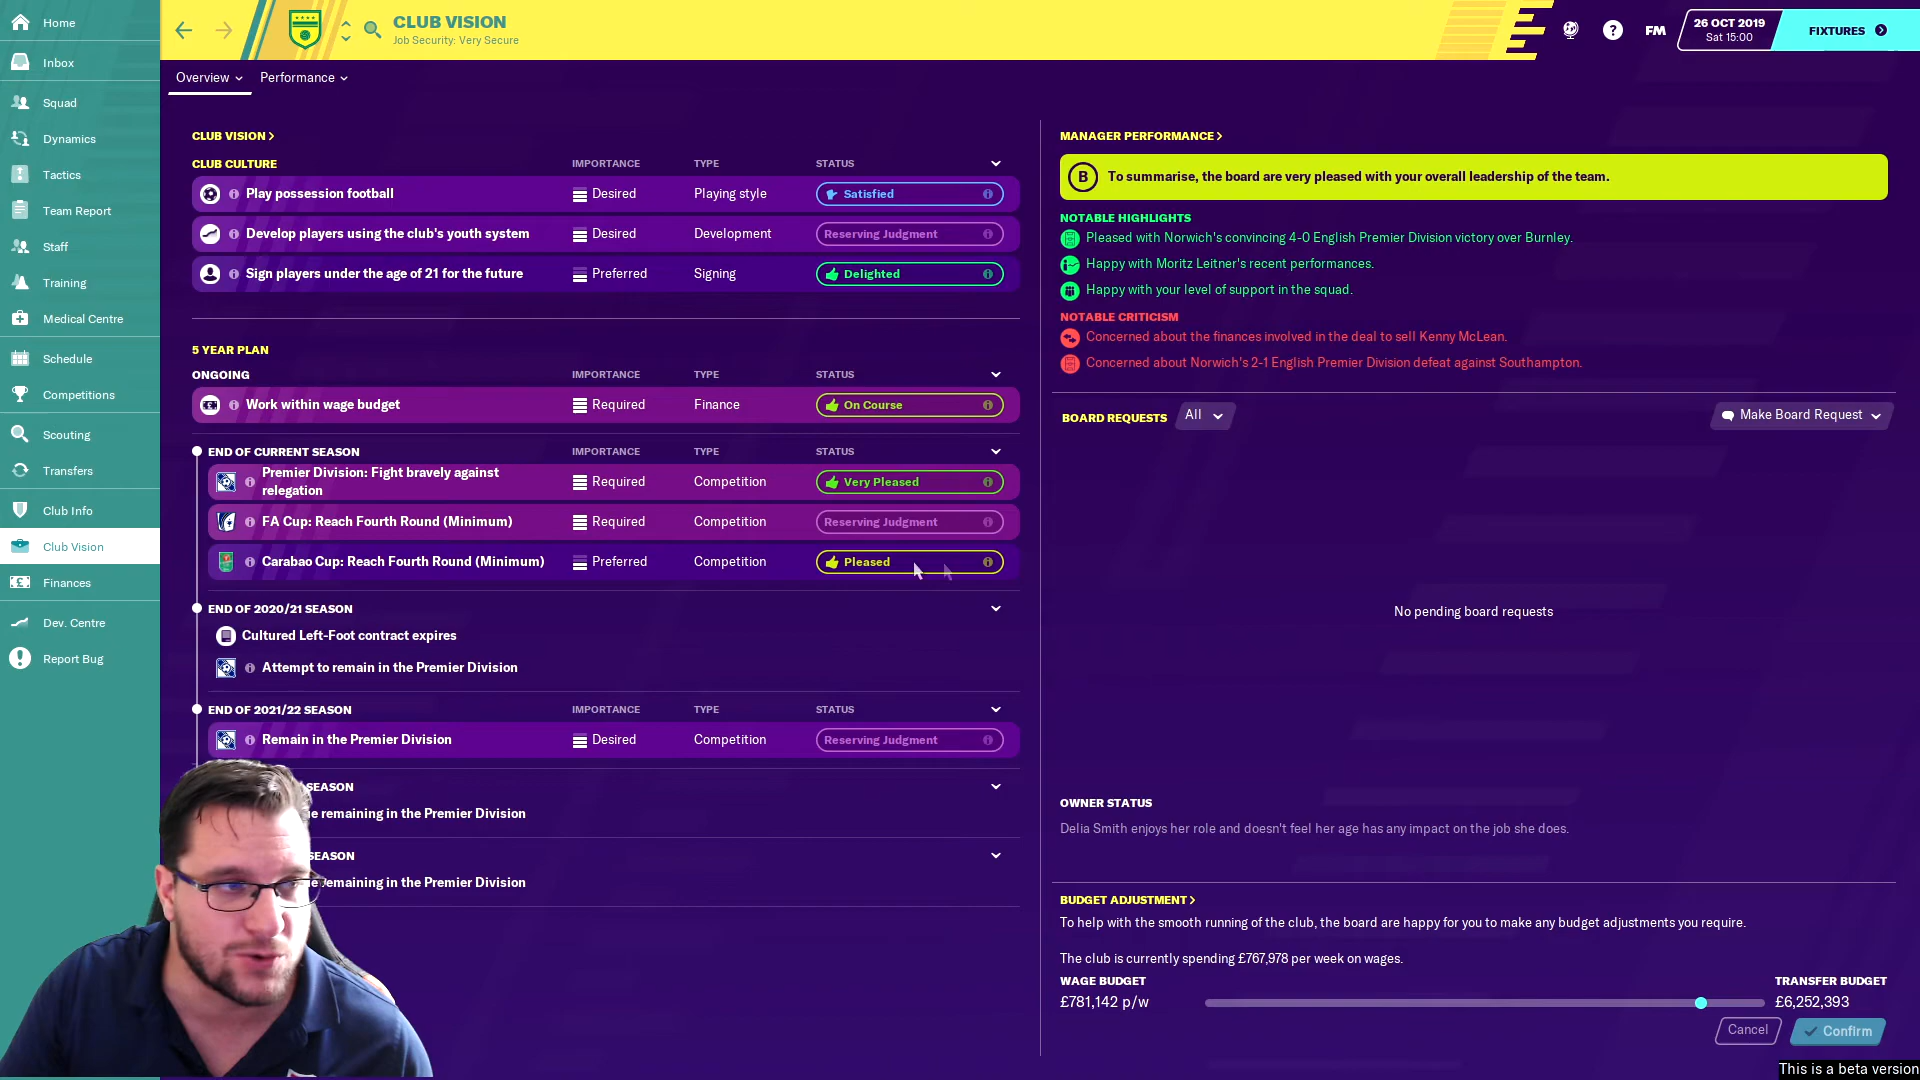 Home
Inbox
Squad
Dynamics
Tactics
Team Report
Staff
Training
Medical Centre
Schedule
Competitions
Scouting
Transfers
Club Info
Club Vision
Finances
Dev. Centre
Report Bug
CLUB VISION
Job Security: Very Secure
FM
26 OCT 2019
Sat 15:00
FIXTURES
Overview
Performance
CLUB VISION
CLUB CULTURE IMPORTANCE TYPE STATUS
Play possession football Desired Playing style Satisfied
Develop players using the club's youth system Desired Development Reserving Judgment
Sign players under the age of 21 for the future Preferred Signing Delighted
5 YEAR PLAN
ONGOING IMPORTANCE TYPE STATUS
Work within wage budget Required Finance On Course
END OF CURRENT SEASON IMPORTANCE TYPE STATUS
Premier Division: Fight bravely against
relegation Required Competition Very Pleased
FA Cup: Reach Fourth Round (Minimum) Required Competition Reserving Judgment
Carabao Cup: Reach Fourth Round (Minimum) Preferred Competition Pleased
END OF 2020/21 SEASON
Cultured Left-Foot contract expires
Attempt to remain in the Premier Division
END OF 2021/22 SEASON IMPORTANCE TYPE STATUS
Remain in the Premier Division Desired Competition Reserving Judgment
SEASON
remaining in the Premier Division
SEASON
remaining in the Premier Division
MANAGER PERFORMANCE
B To summarise, the board are very pleased with your overall leadership of the team.
NOTABLE HIGHLIGHTS
Pleased with Norwich's convincing 4-0 English Premier Division victory over Burnley.
Happy with Moritz Leitner's recent performances.
Happy with your level of support in the squad.
NOTABLE CRITICISM
Concerned about the finances involved in the deal to sell Kenny McLean.
Concerned about Norwich's 2-1 English Premier Division defeat against Southampton.
BOARD REQUESTS All Make Board Request
No pending board requests
OWNER STATUS
Delia Smith enjoys her role and doesn't feel her age has any impact on the job she does.
BUDGET ADJUSTMENT
To help with the smooth running of the club, the board are happy for you to make any budget adjustments you require.
The club is currently spending £767,978 per week on wages.
WAGE BUDGET TRANSFER BUDGET
£781,142 p/w £6,252,393
Cancel Confirm
This is a beta version